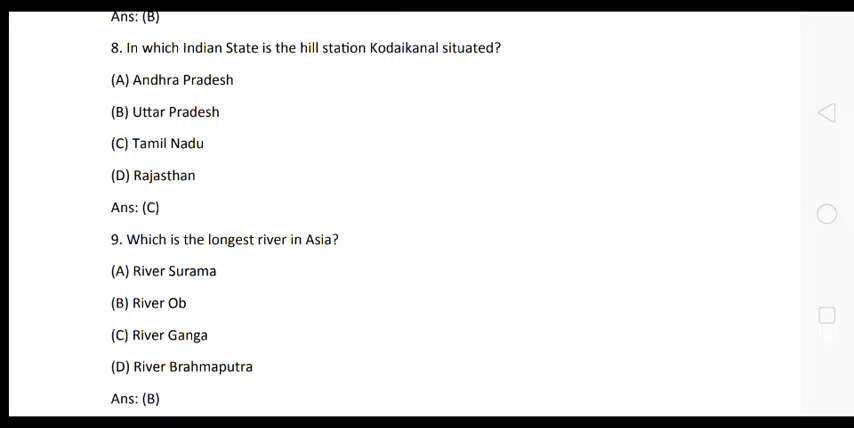 Ans: (B)
8. In which Indian State is the hill station Kodaikanal situated?
(A) Andhra Pradesh
(B) Uttar Pradesh
(C) Tamil Nadu
(D) Rajasthan
Ans: (C)
9. Which is the longest river in Asia?
(A) River Surama
(B) River Ob
(C) River Ganga
(D) River Brahmaputra
Ans: (B)